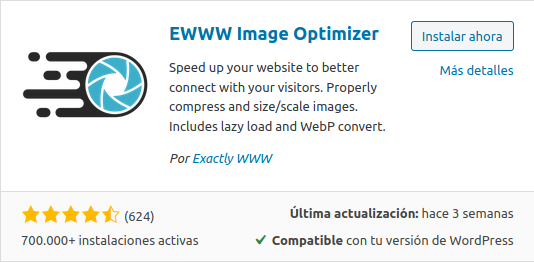 EWWW Image Optimizer
Instalar ahora
Más detalles
Speed up your website to better
connect with your visitors. Properly
compress and size/scale images.
Includes lazy load and WebP convert.
Por Exactly WWW
(624)
Última actualización: hace 3 semanas
700.000+ instalaciones activas
Compatible con tu versión de WordPress